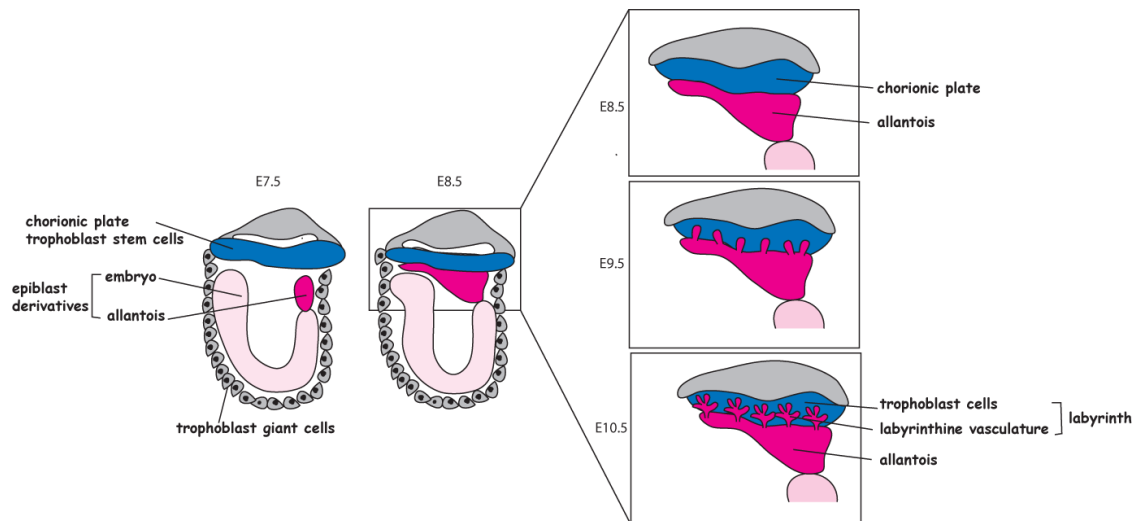 E7.5
E8.5
chorionic plate
trophoblast stem cells
epiblast
derivatives
embryo
allantois
trophoblast giant cells
E8.5
chorionic plate
allantois
E9.5
E10.5
trophoblast cells
labyrinthine vasculature
labyrinth
allantois